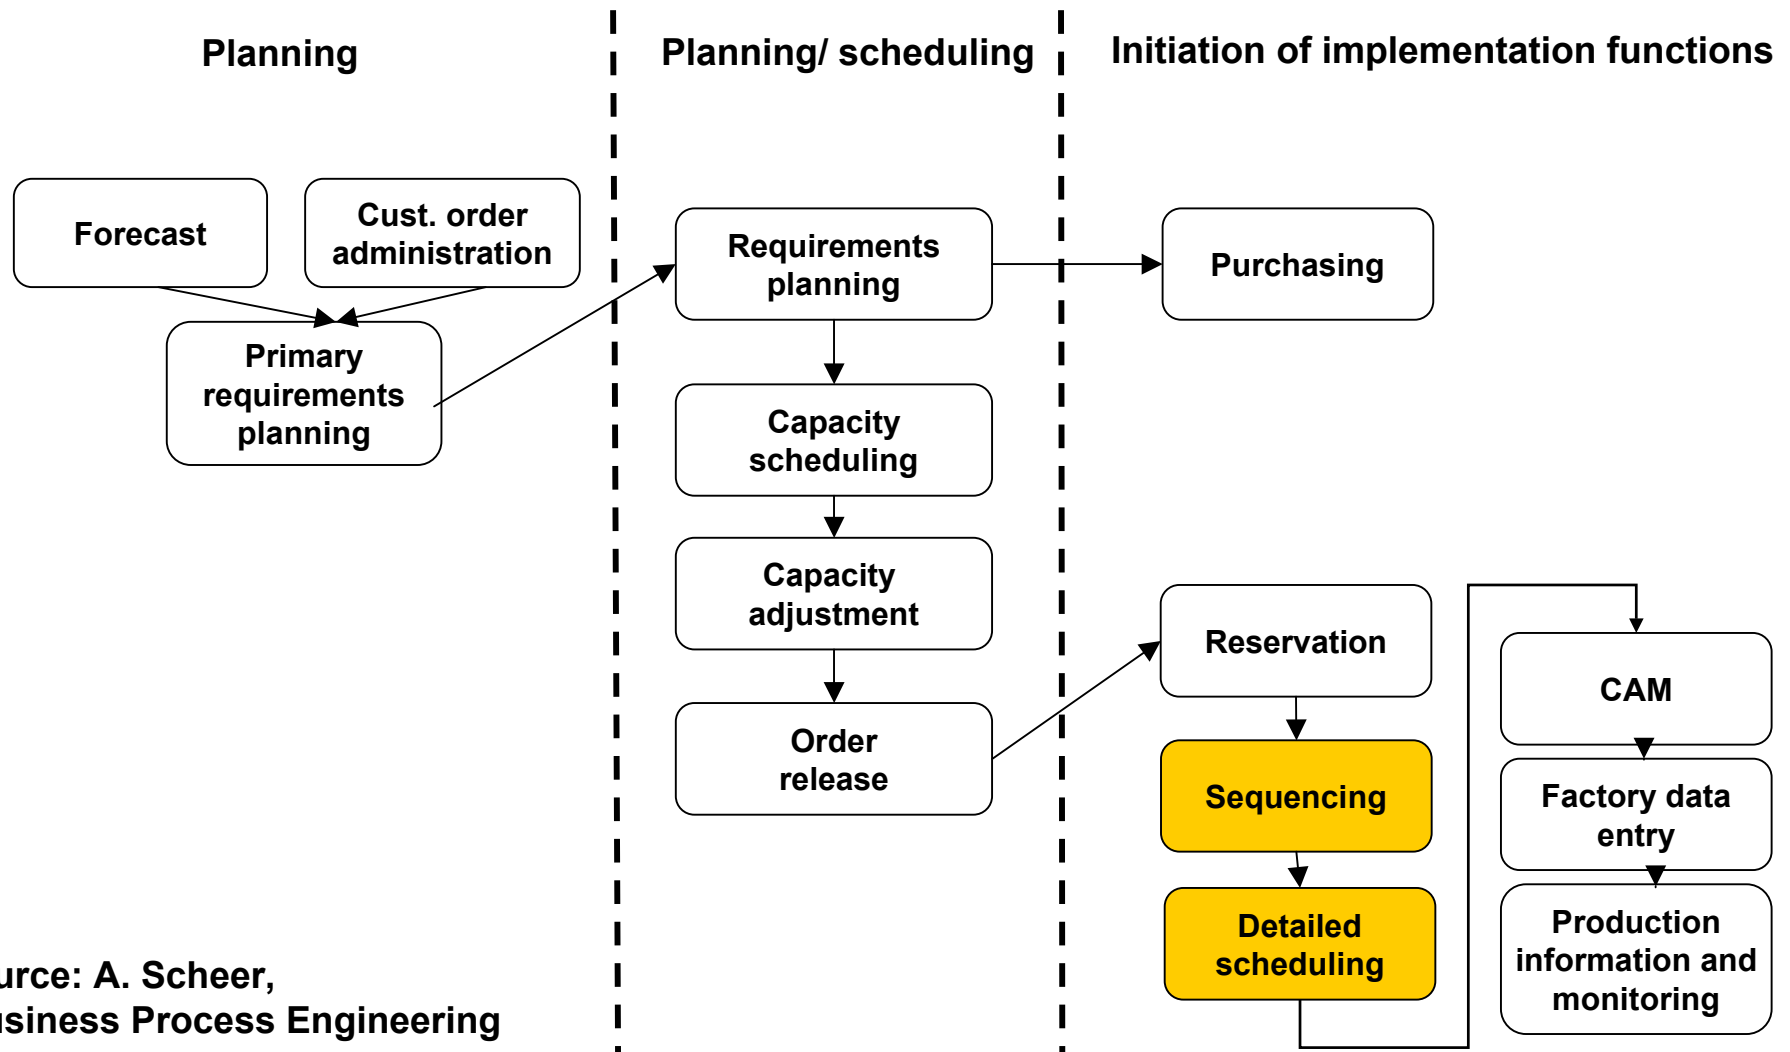 Planning
Planning/ scheduling
Initiation of implementation functions
Forecast
Cust. order
administration
Primary
requirements
planning
Requirements
planning
Capacity
scheduling
Capacity
adjustment
Order
release
Purchasing
Reservation
Sequencing
Detailed
scheduling
CAM
Factory data
entry
Production
information and
monitoring
urce: A. Scheer,
usiness Process Engineering